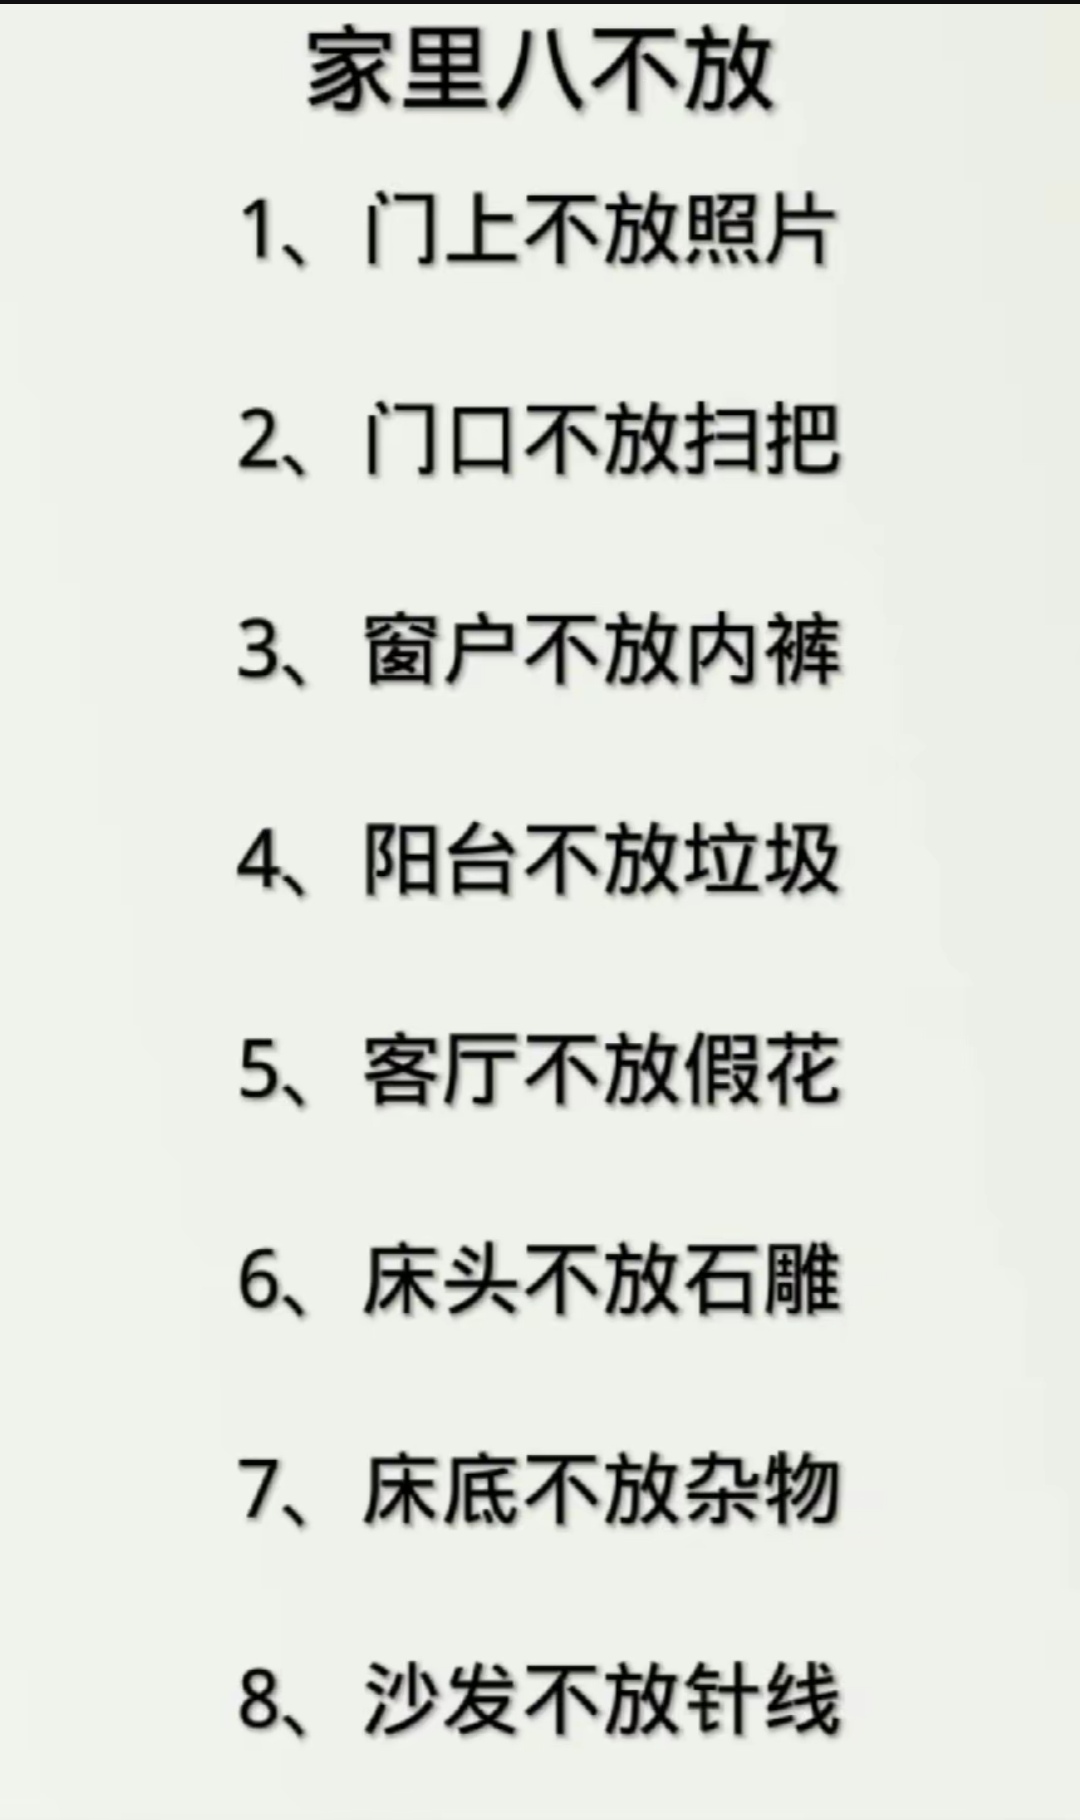 家里八不放
1、门上不放照片
2、门口不放扫把
3、窗户不放内裤
4、阳台不放垃圾
5、客厅不放假花
6、床头不放石雕
7、床底不放杂物
8、沙发不放针线